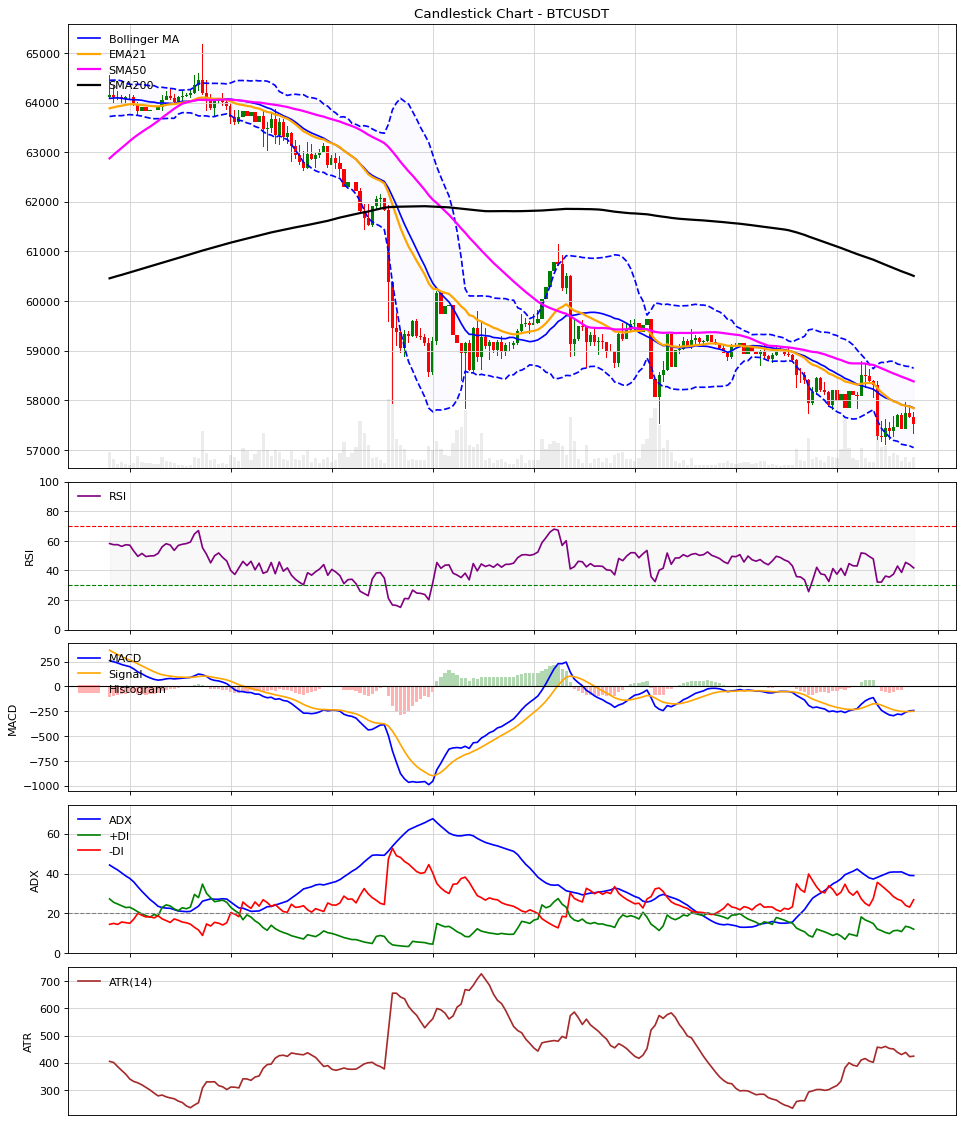 Candlestick Chart - BTCUSDT
Bollinger MA
EMA21
SMA50
SMA200
65000
64000
63000
62000
61000
60000
59000
58000
57000
RSI
RSI
100
80
60
40
20
0
MACD
Signal
Histogram
MACD
250
0
−250
−500
−750
−1000
ADX
+DI
-DI
ADX
60
40
20
0
ATR(14)
ATR
700
600
500
400
300